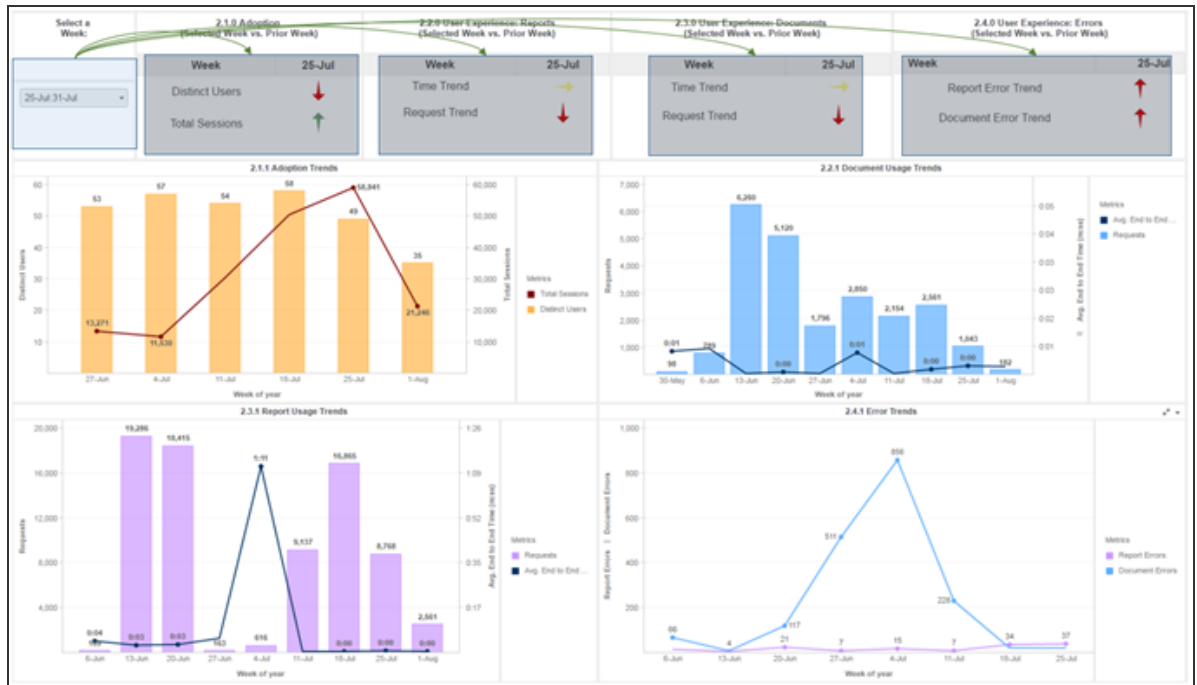 Select a
Week:
2.1.0 Adoption
(Selected Week vs. Prior Week)
2.2.0 User Experience: Reports
(Selected Week vs. Prior Week)
2.3.0 User Experience: Documents
(Selected Week vs. Prior Week)
2.4.0 User Experience: Errors
(Selected Week vs. Prior Week)
25-Jul:31-Jul
Week 25-Jul
Distinct Users
Total Sessions
Week 25-Jul
Time Trend
Request Trend
Week 25-Jul
Time Trend
Request Trend
Week 25-Jul
Report Error Trend
Document Error Trend
2.1.1 Adoption Trends
60 50 40 30 20 10
Distinct Users
53 57 54 58 49 35
13,271 11,530 58,841 21,246
60,000 50,000 40,000 30,000 20,000 10,000
Total Sessions
27-Jun 4-Jul 11-Jul 18-Jul 25-Jul 1-Aug
Week of year
Metrics
Total Sessions
Distinct Users
2.2.1 Document Usage Trends
7,000 6,000 5,000 4,000 3,000 2,000 1,000
Requests
98 789 6,260 5,120 1,796 2,850 2,154 2,561 1,043 182
0:01 0:00 0:01 0:00 0:00
0:05 0:04 0:03 0:02 0:01
Avg. End to End Time (m:ss)
30-May 6-Jun 13-Jun 20-Jun 27-Jun 4-Jul 11-Jul 18-Jul 25-Jul 1-Aug
Week of year
Metrics
Avg. End to End ...
Requests
2.3.1 Report Usage Trends
20,000 16,000 12,000 8,000 4,000
Requests
19,286 18,415 163 616 9,137 16,865 8,768 2,561
0:04 0:03 0:03 1:11 0:00 0:00 0:00
1:26 1:09 0:52 0:35 0:17
Avg. End to End Time (m:ss)
6-Jun 13-Jun 20-Jun 27-Jun 4-Jul 11-Jul 18-Jul 25-Jul 1-Aug
Week of year
Metrics
Requests
Avg. End to End ...
2.4.1 Error Trends
1,000 800 600 400 200
Report Errors | Document Errors
66 4 117 511 856 228
21 7 15 7 34 37
6-Jun 13-Jun 20-Jun 27-Jun 4-Jul 11-Jul 18-Jul 25-Jul
Week of year
Metrics
Report Errors
Document Errors